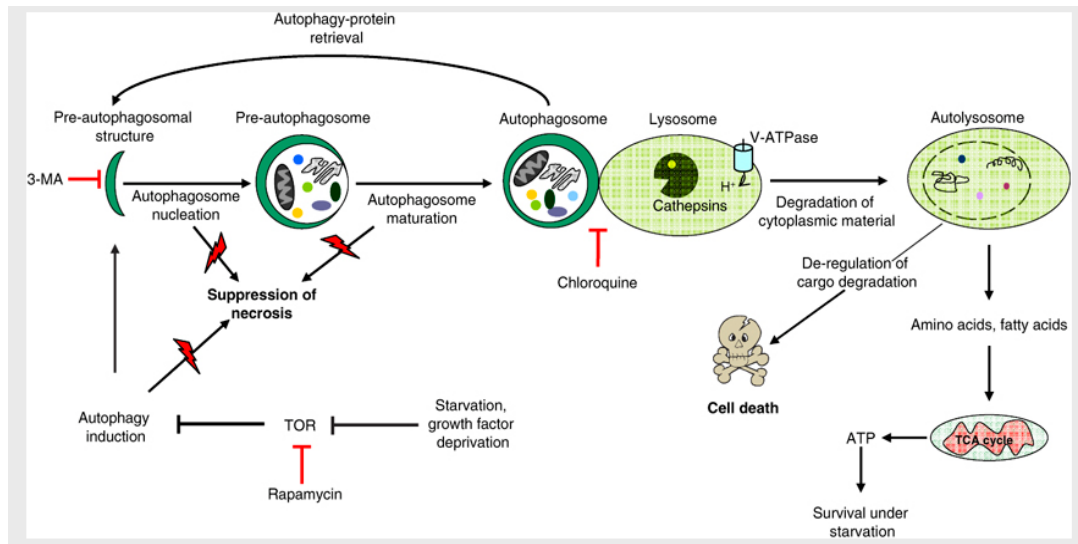 Autophagy-protein
retrieval
Pre-autophagosomal
structure
Pre-autophagosome
Autophagosome
Lysosome
Autolysosome
V-ATPase
3-MA
H+
Cathepsins
Autophagosome
nucleation
Autophagosome
maturation
Degradation of
cytoplasmic material
Suppression of
necrosis
Chloroquine
De-regulation of
cargo degradation
Amino acids, fatty acids
Cell death
Autophagy
induction
TOR
Starvation,
growth factor
deprivation
ATP
TCA cycle
Rapamycin
Survival under
starvation